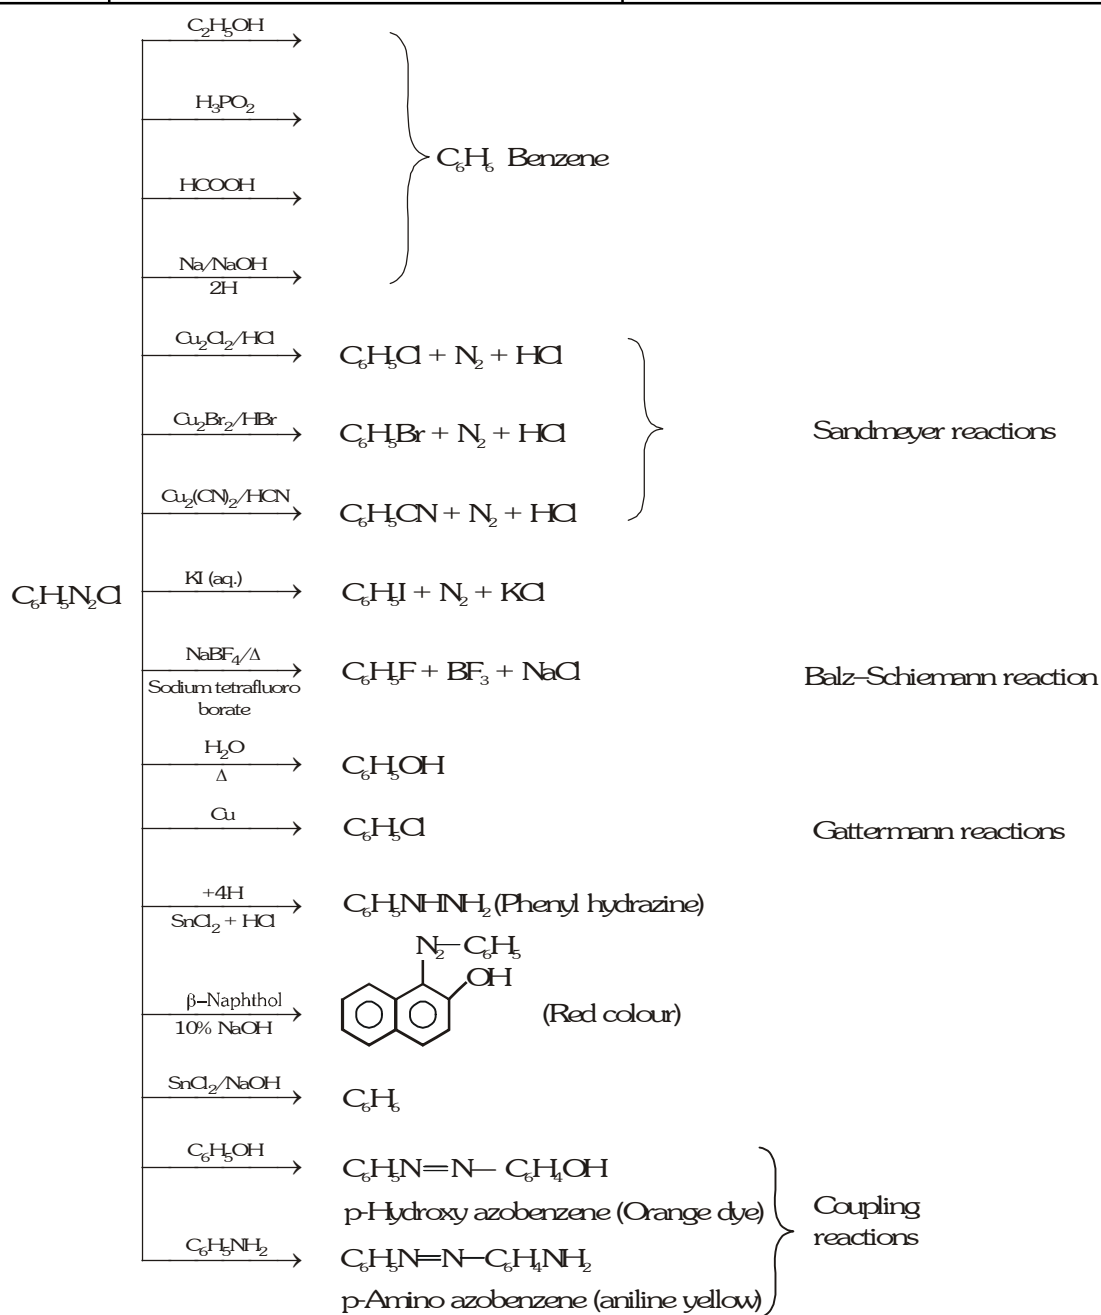 C₂H₅OH
H₃PO₂
C₆H₆ Benzene
HCOOH
Na/NaOH
2H
Cu₂Cl₂/HCl
C₆H₅Cl + N₂ + HCl
Cu₂Br₂/HBr
C₆H₅Br + N₂ + HCl
Sandmeyer reactions
Cu₂(CN)₂/HCN
C₆H₅CN + N₂ + HCl
C₆H₅N₂Cl
KI (aq.)
C₆H₅I + N₂ + KCl
NaBF₄/Δ
Sodium tetrafluoro
borate
C₆H₅F + BF₃ + NaCl
Balz–Schiemann reaction
H₂O
Δ
C₆H₅OH
Cu
C₆H₅Cl
Gattermann reactions
+4H
SnCl₂ + HCl
C₆H₅NHNH₂ (Phenyl hydrazine)
N₂–C₆H₅
OH
β–Naphthol
10% NaOH
(Red colour)
SnCl₂/NaOH
C₆H₆
C₆H₅OH
C₆H₅N=N–C₆H₄OH
p-Hydroxy azobenzene (Orange dye)
Coupling
reactions
C₆H₅NH₂
C₆H₅N=N–C₆H₄NH₂
p-Amino azobenzene (aniline yellow)